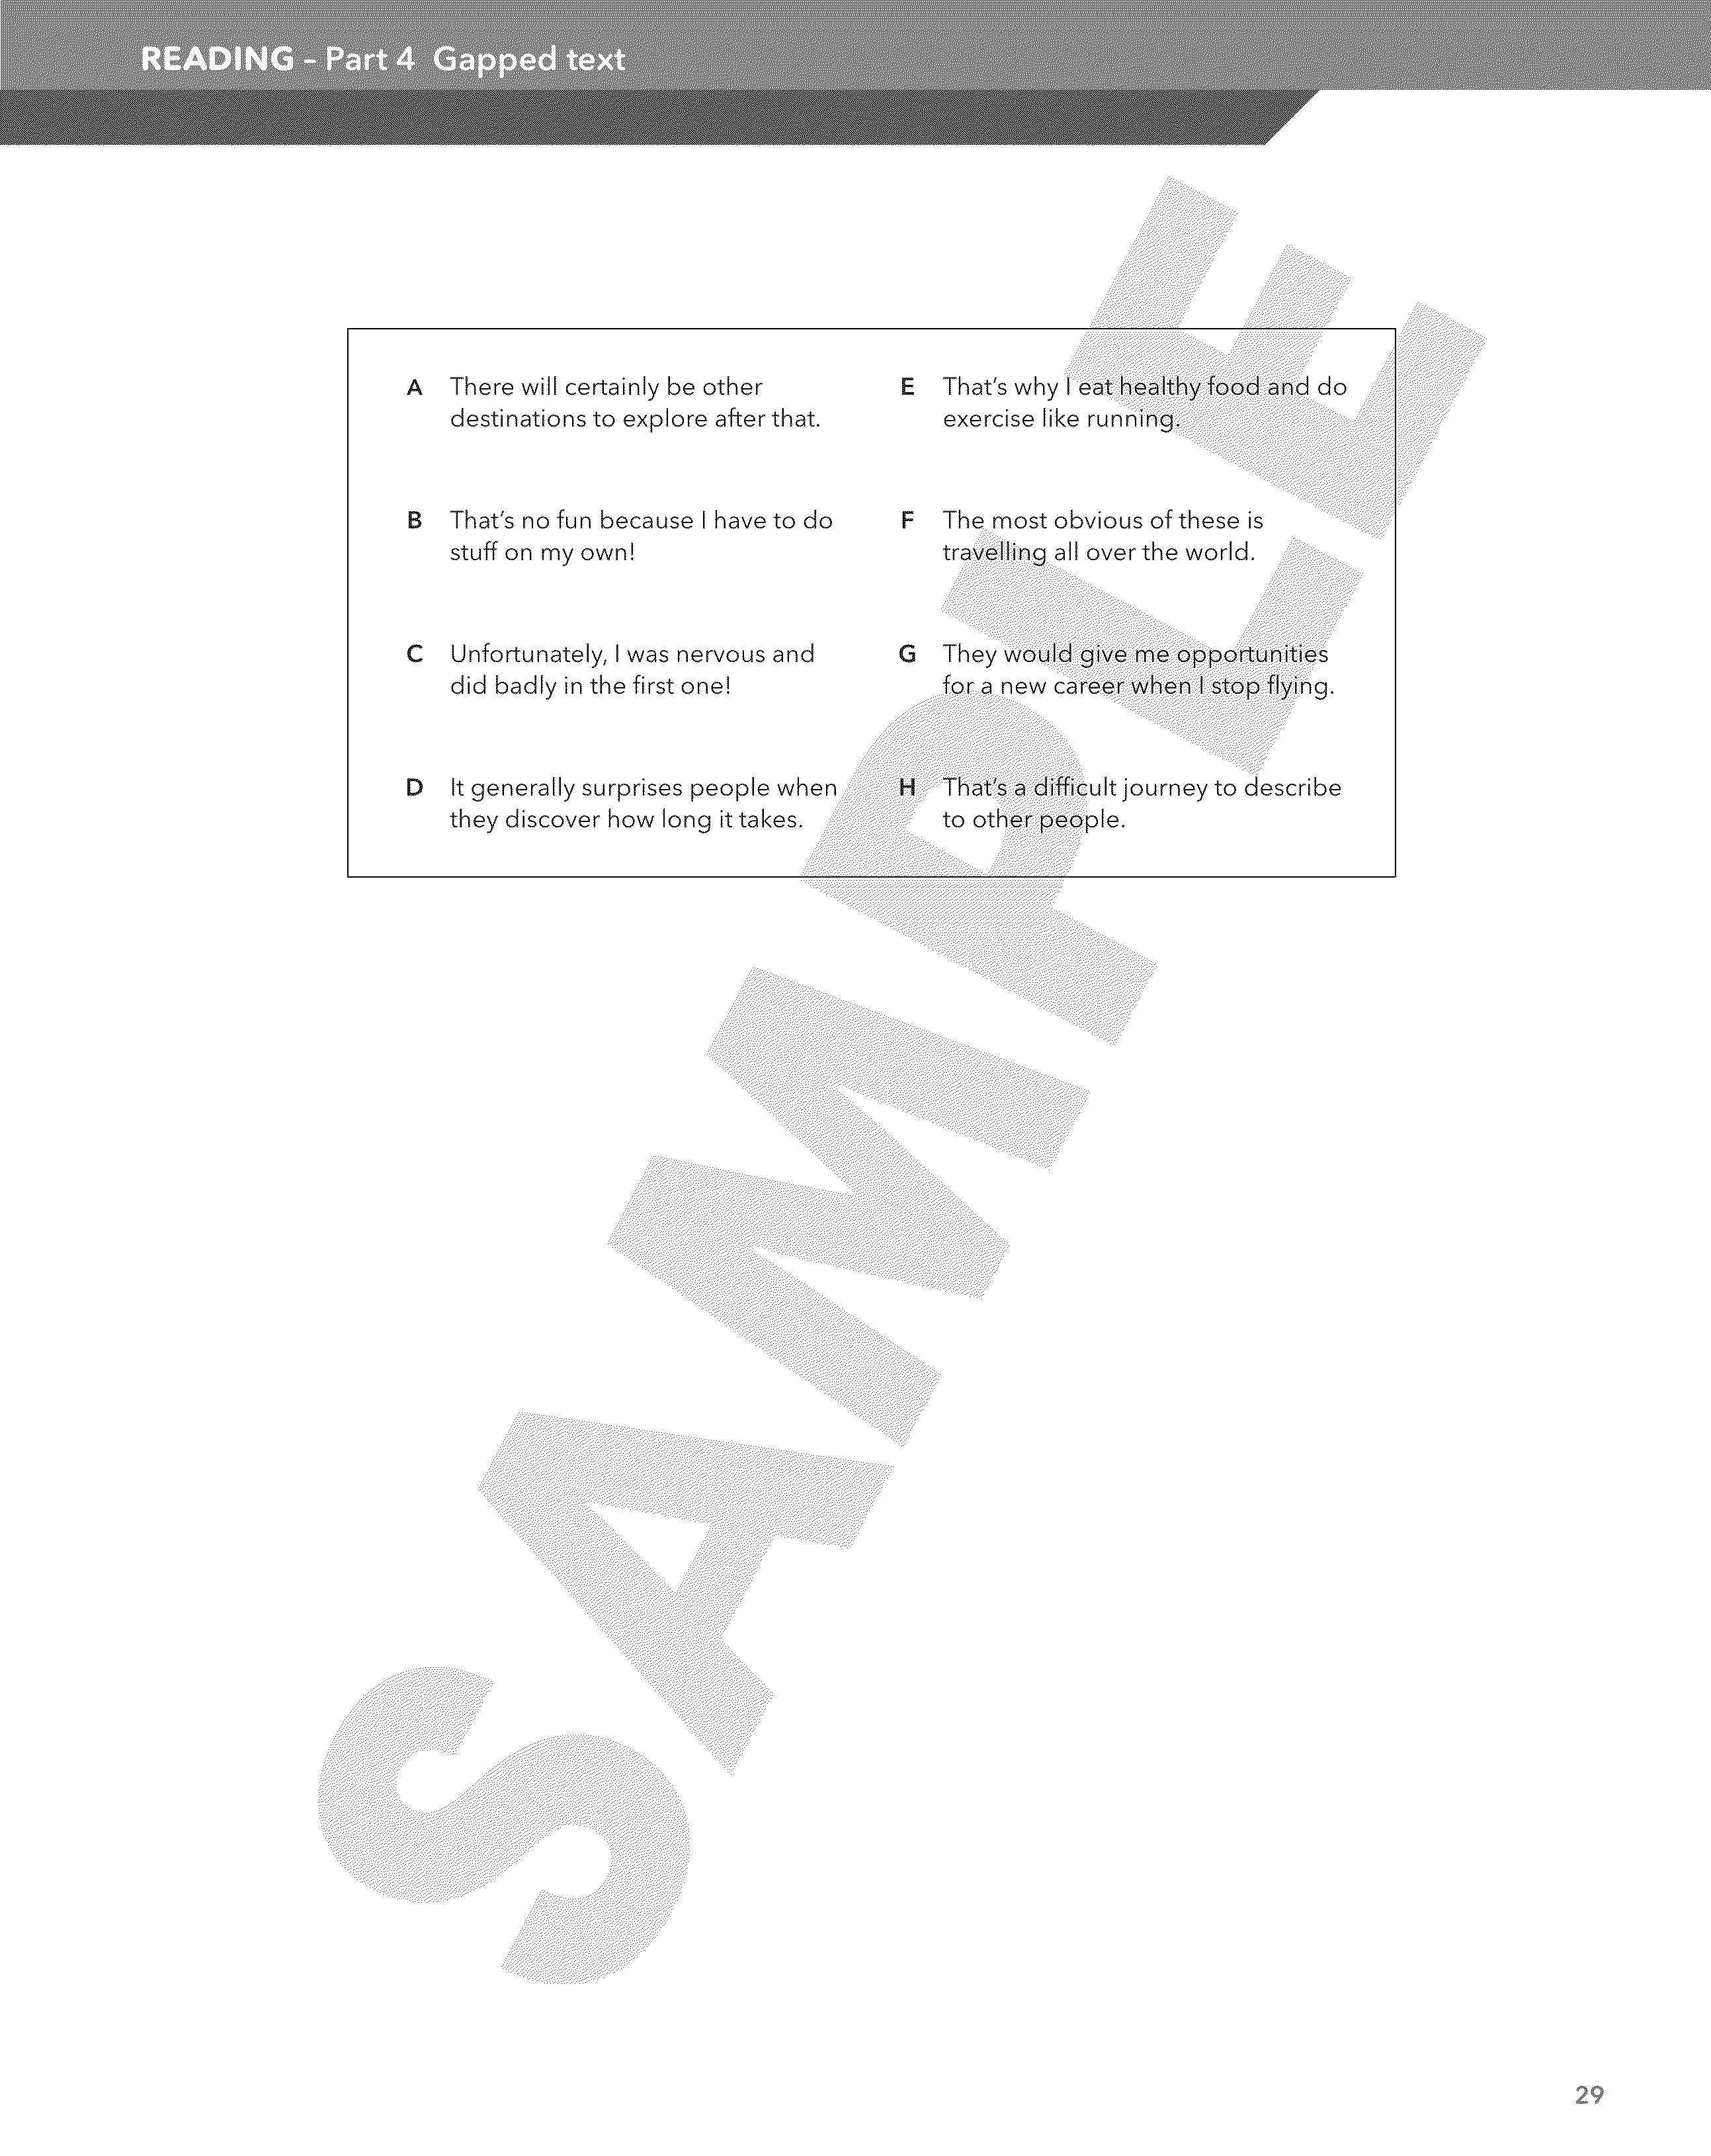 READING – Part 4 Gapped text
A There will certainly be other
destinations to explore after that.
B That's no fun because I have to do
stuff on my own!
C Unfortunately, I was nervous and
did badly in the first one!
D It generally surprises people when
they discover how long it takes.
E That's why I eat healthy food and do
exercise like running.
F The most obvious of these is
travelling all over the world.
G They would give me opportunities
for a new career when I stop flying.
H That's a difficult journey to describe
to other people.
SAMPLE
29